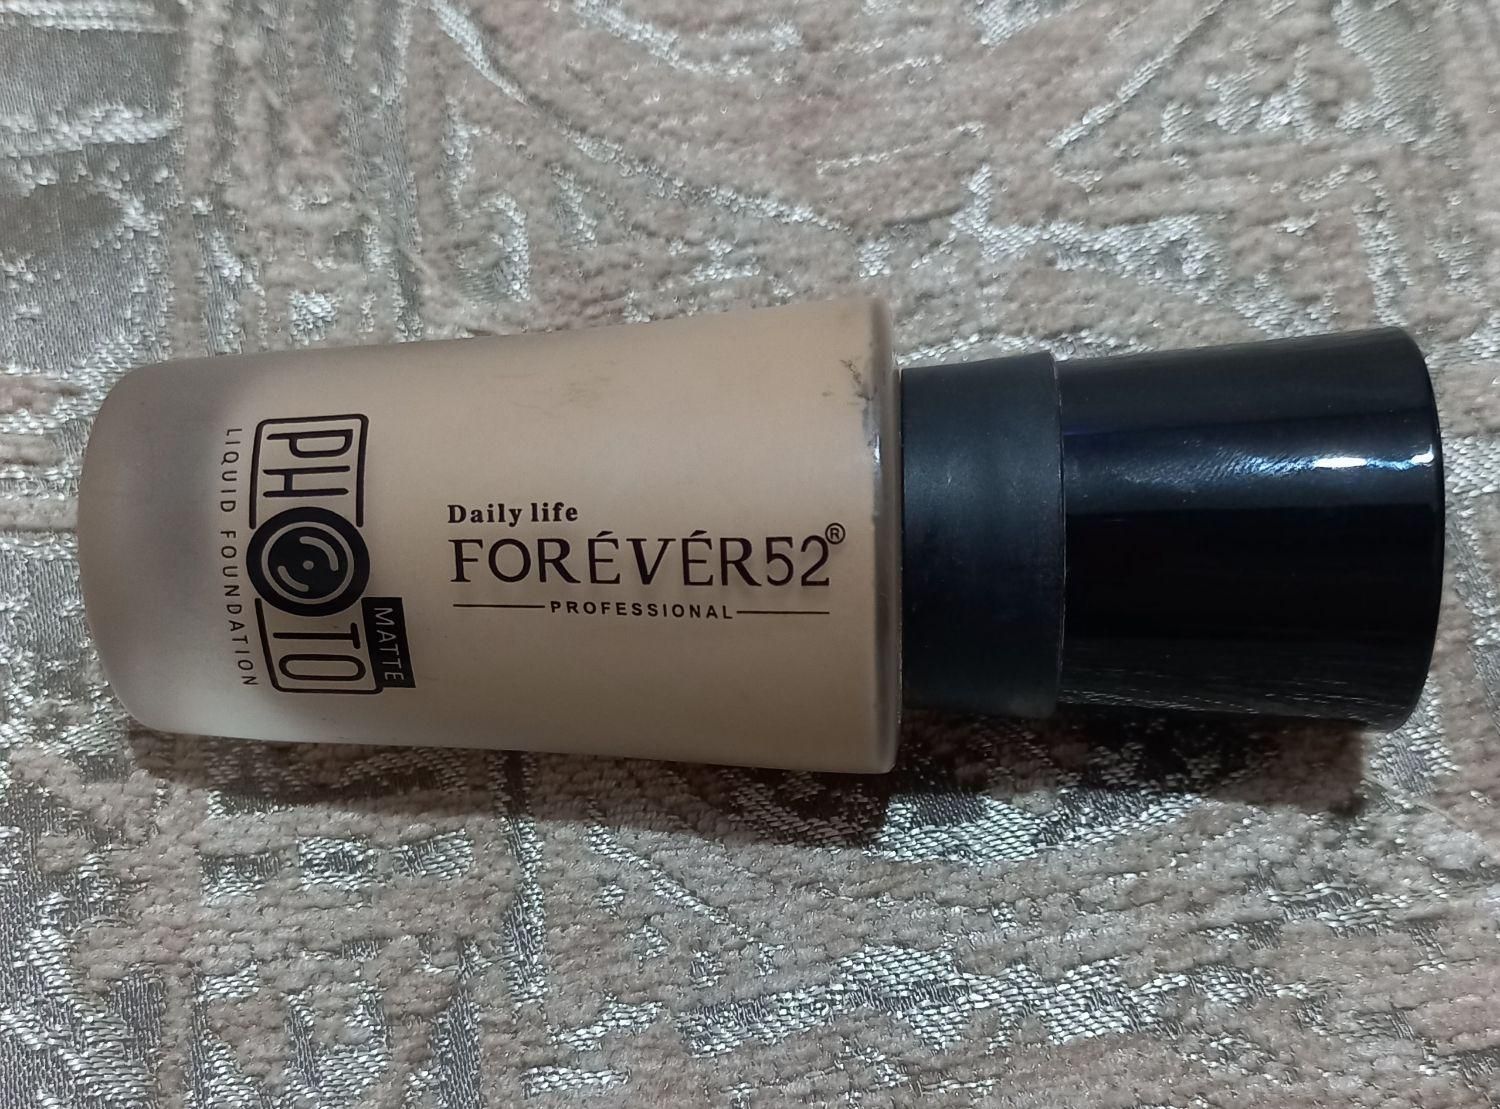 Daily life
FORÉVÉR52®
PROFESSIONAL
MATTE
PHOTO
LIQUID FOUNDATION